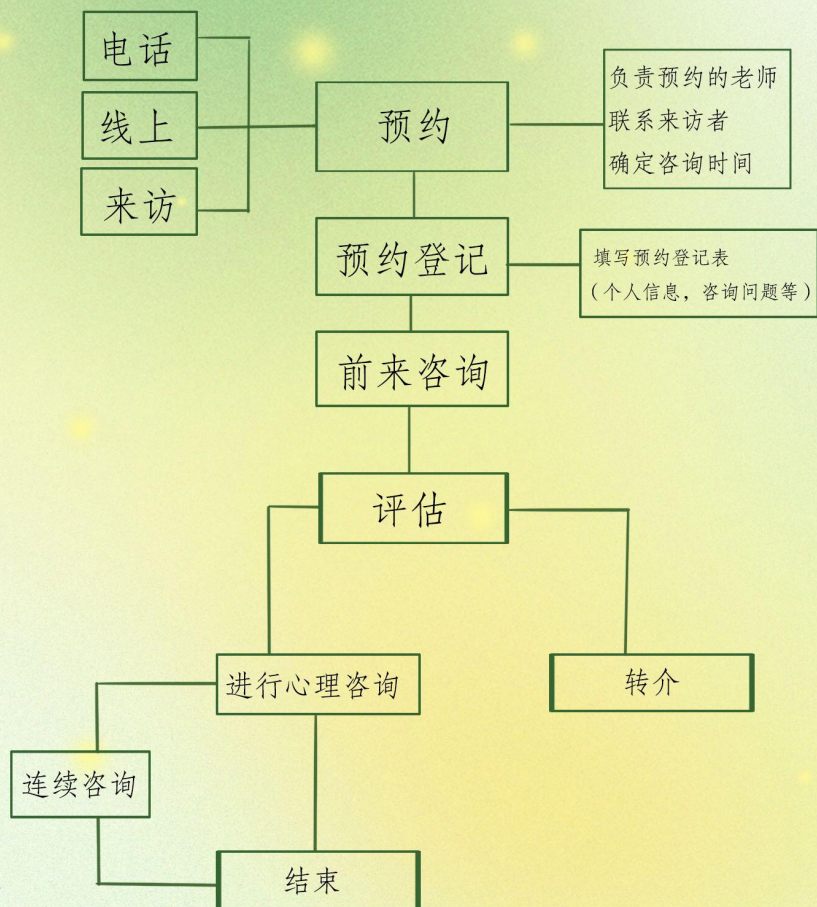 电话
线上
来访
预约
负责预约的老师
联系来访者
确定咨询时间
预约登记
填写预约登记表
（个人信息，咨询问题等）
前来咨询
评估
进行心理咨询
转介
连续咨询
结束